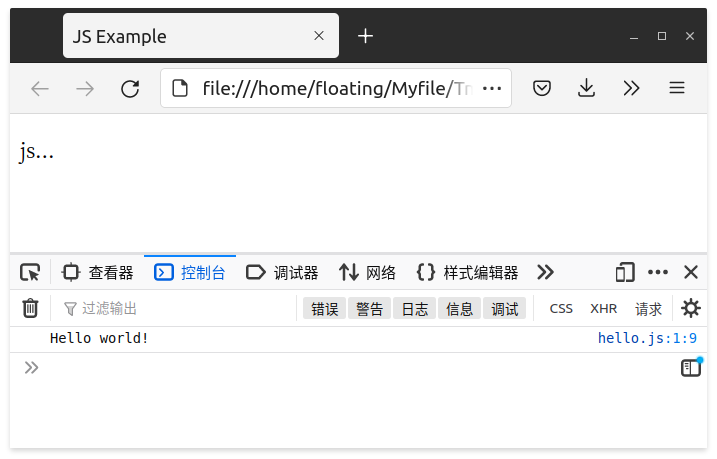 JS Example
file:///home/floating/Myfile/Tm
js...
查看器 控制台 调试器 网络 样式编辑器
过滤输出 错误 警告 日志 信息 调试 CSS XHR 请求
Hello world! hello.js:1:9